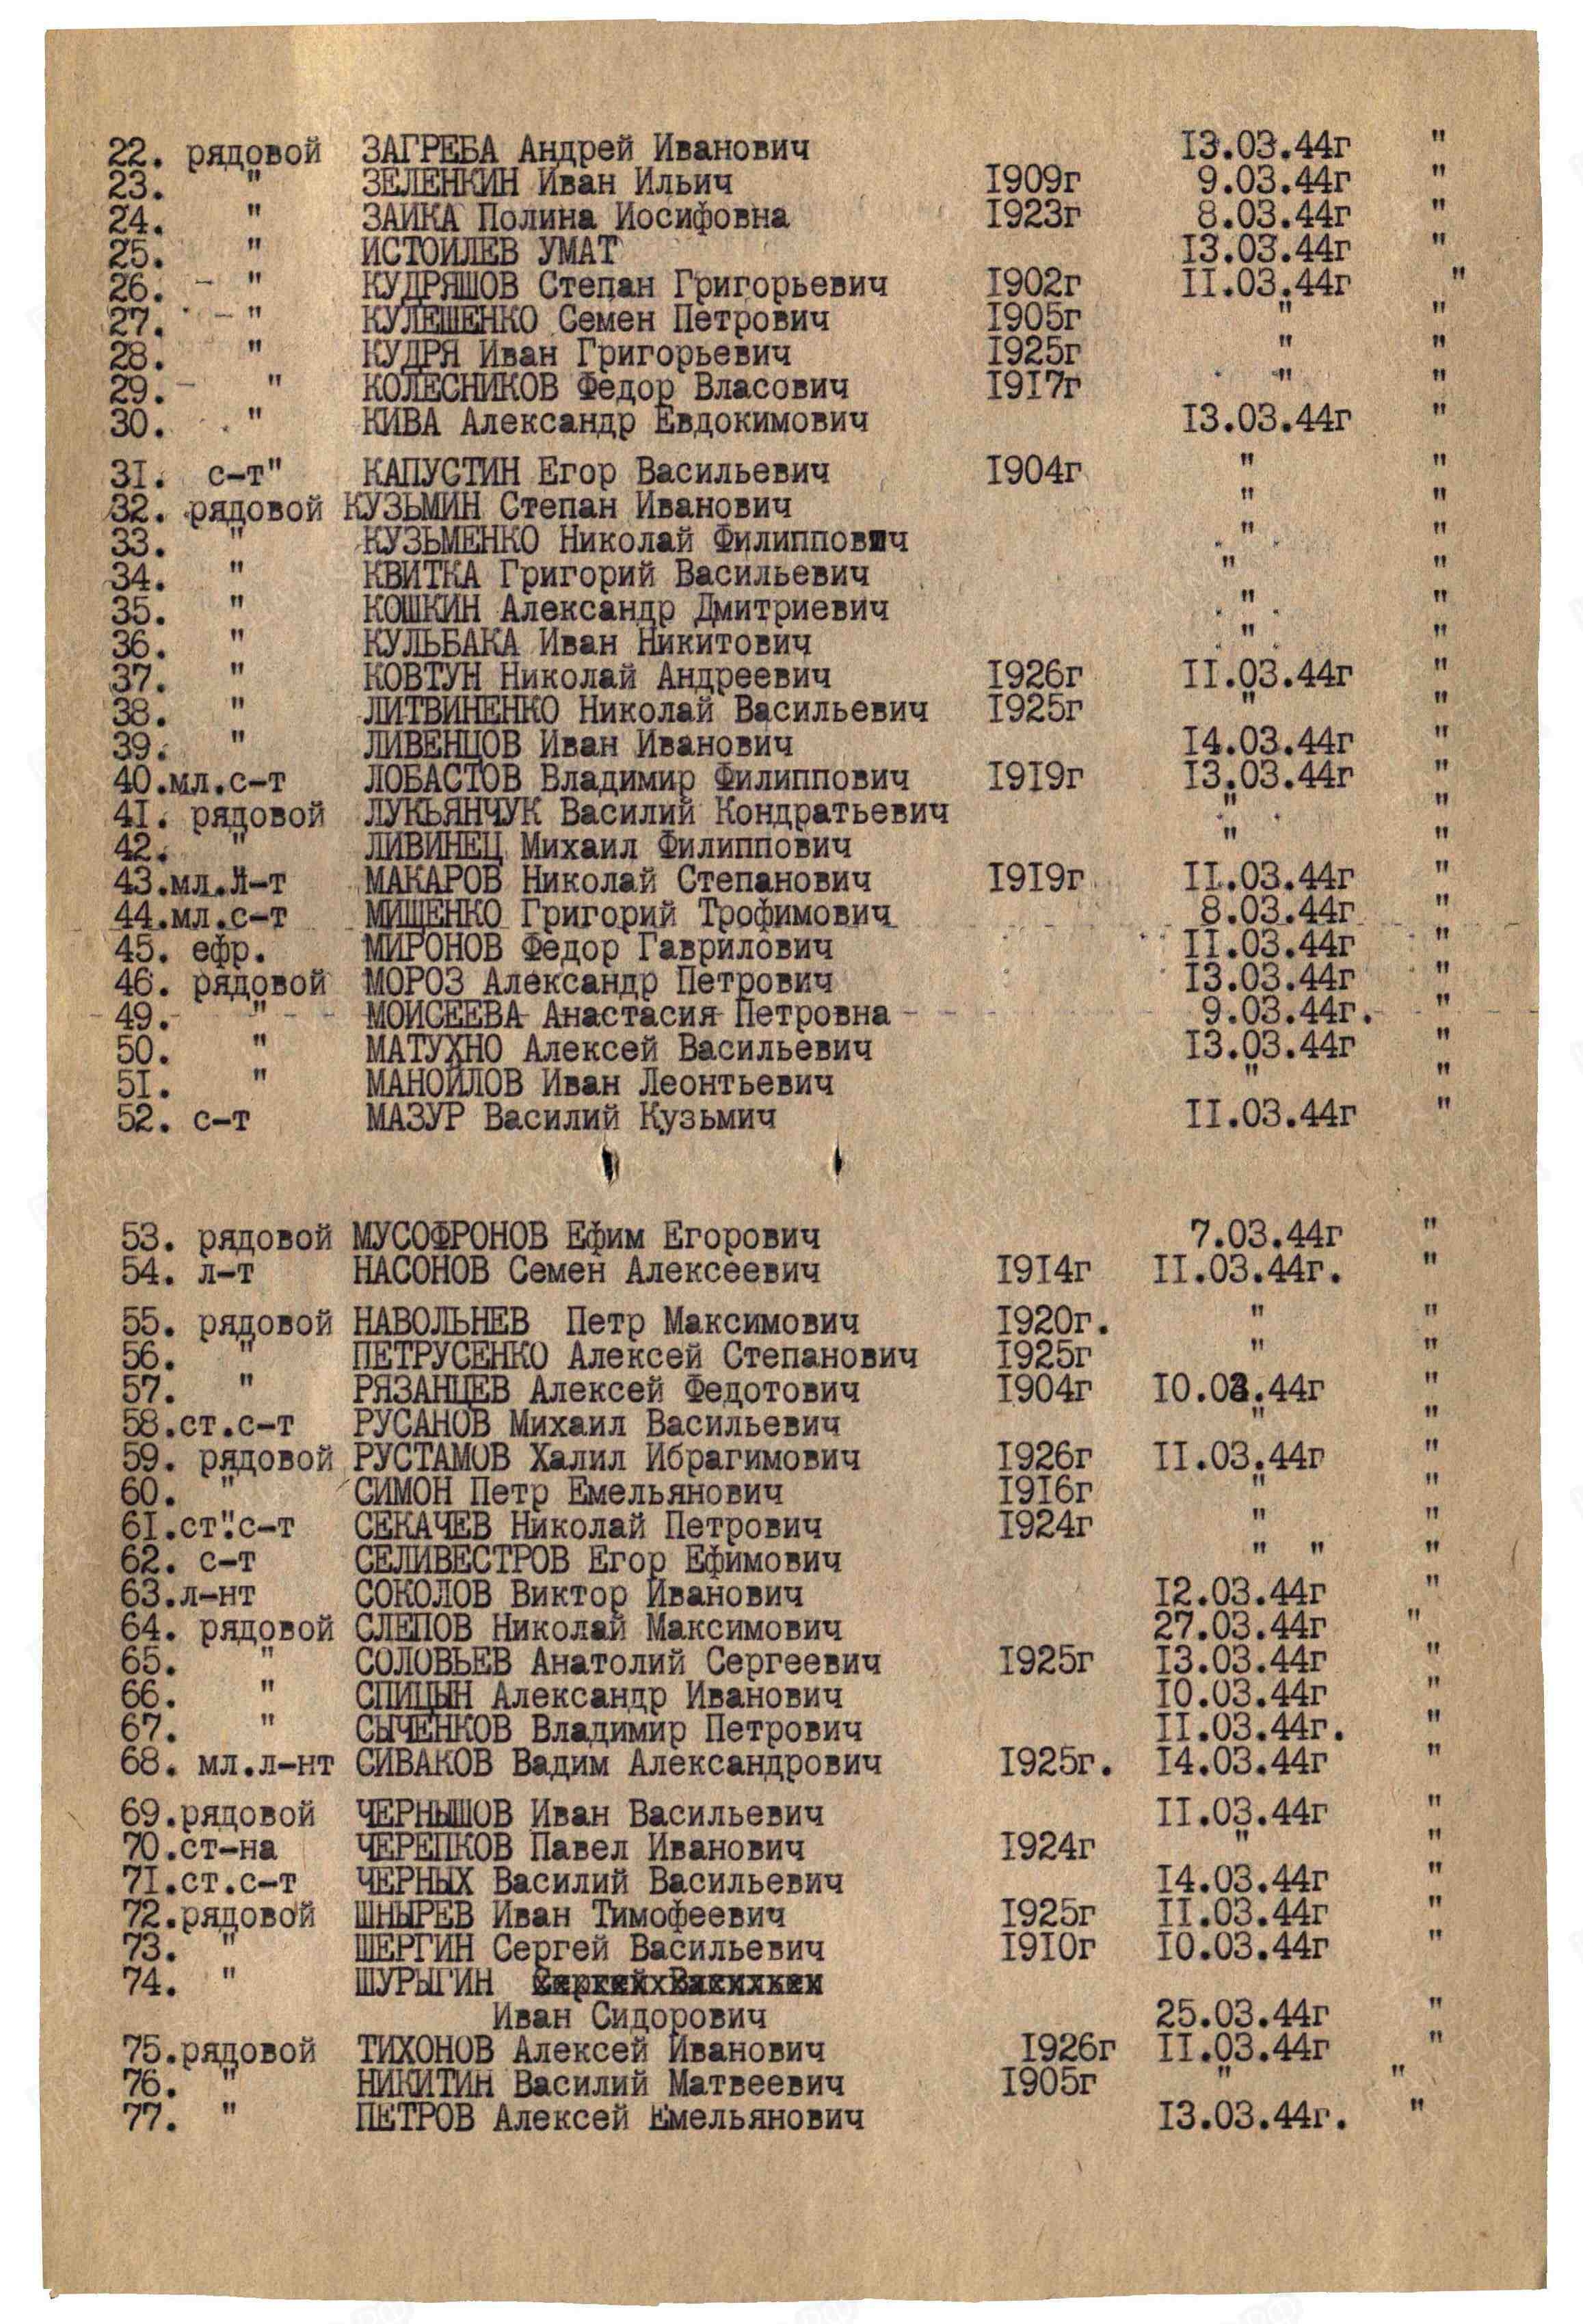 22. рядовой ЗАГРЕБА Андрей Иванович 13.03.44г "
23. " ЗЕЛЕНКИН Иван Ильич 1909г 9.03.44г "
24. " ЗАИКА Полина Иосифовна 1923г 8.03.44г "
25. " ИСТОИЛЕВ УМАТ 13.03.44г "
26. - " КУДРЯШОВ Степан Григорьевич 1902г 11.03.44г "
27. - " КУЛЕШЕНКО Семен Петрович 1905г " "
28. " КУДРЯ Иван Григорьевич 1925г " "
29. - " КОЛЕСНИКОВ Федор Власович 1917г " "
30. " КИВА Александр Евдокимович 13.03.44г "
31. с-т" КАПУСТИН Егор Васильевич 1904г " "
32. рядовой КУЗЬМИН Степан Иванович " "
33. " КУЗЬМЕНКО Николай Филиппович " "
34. " КВИТКА Григорий Васильевич " "
35. " КОШКИН Александр Дмитриевич " "
36. " КУЛЬБАКА Иван Никитович " "
37. " КОВТУН Николай Андреевич 1926г 11.03.44г "
38. " ЛИТВИНЕНКО Николай Васильевич 1925г " "
39. " ЛИВЕНЦОВ Иван Иванович 14.03.44г "
40.мл.с-т ЛОБАСТОВ Владимир Филиппович 1919г 13.03.44г "
41. рядовой ЛУКЬЯНЧУК Василий Кондратьевич " "
42. " ЛИВИНЕЦ Михаил Филиппович " "
43.мл.л-т МАКАРОВ Николай Степанович 1919г 11.03.44г "
44.мл.с-т МИЩЕНКО Григорий Трофимович 8.03.44г "
45. ефр. МИРОНОВ Федор Гаврилович 11.03.44г "
46. рядовой МОРОЗ Александр Петрович 13.03.44г "
49. " МОИСЕЕВА Анастасия Петровна 9.03.44г. "
50. " МАТУХНО Алексей Васильевич 13.03.44г "
51. " МАНОЙЛОВ Иван Леонтьевич " "
52. с-т МАЗУР Василий Кузьмич 11.03.44г "
53. рядовой МУСОФРОНОВ Ефим Егорович 7.03.44г "
54. л-т НАСОНОВ Семен Алексеевич 1914г 11.03.44г. "
55. рядовой НАВОЛЬНЕВ Петр Максимович 1920г. " "
56. " ПЕТРУСЕНКО Алексей Степанович 1925г " "
57. " РЯЗАНЦЕВ Алексей Федотович 1904г 10.03.44г "
58.ст.с-т РУСАНОВ Михаил Васильевич " "
59. рядовой РУСТАМОВ Халил Ибрагимович 1926г 11.03.44г "
60. " СИМОН Петр Емельянович 1916г " "
61.ст".с-т СЕКАЧЕВ Николай Петрович 1924г " "
62. с-т СЕЛИВЕСТРОВ Егор Ефимович " " "
63.л-нт СОКОЛОВ Виктор Иванович 12.03.44г "
64. рядовой СЛЕПОВ Николай Максимович 27.03.44г "
65. " СОЛОВЬЕВ Анатолий Сергеевич 1925г 13.03.44г "
66. " СПИЦЫН Александр Иванович 10.03.44г "
67. " СЫЧЕНКОВ Владимир Петрович 11.03.44г. "
68. мл.л-нт СИВАКОВ Вадим Александрович 1925г. 14.03.44г "
69.рядовой ЧЕРНЫШОВ Иван Васильевич 11.03.44г "
70.ст-на ЧЕРЕПКОВ Павел Иванович 1924г " "
71.ст.с-т ЧЕРНЫХ Василий Васильевич 14.03.44г "
72.рядовой ШНЫРЕВ Иван Тимофеевич 1925г 11.03.44г "
73. " ШЕРГИН Сергей Васильевич 1910г 10.03.44г "
74. " ШУРЫГИН
Иван Сидорович 25.03.44г "
75.рядовой ТИХОНОВ Алексей Иванович 1926г 11.03.44г "
76. " НИКИТИН Василий Матвеевич 1905г " "
77. " ПЕТРОВ Алексей Емельянович 13.03.44г. "